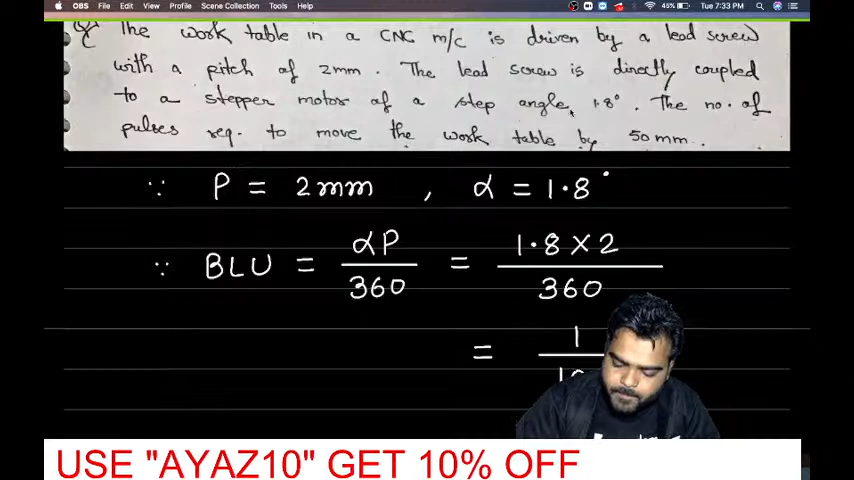 OBS File Edit View Profile Scene Collection Tools Help 45% Tue 7:33 PM
The work table in a CNC m/c is driven by a lead screw
with a pitch of 2mm. The lead screw is directly coupled
to a stepper motor of a step angle 1.8°. The no. of
pulses req. to move the work table by 50 mm.
∵ P = 2mm , α = 1.8°
∵ BLU = αP/360 = 1.8×2/360
= 1/
USE "AYAZ10" GET 10% OFF